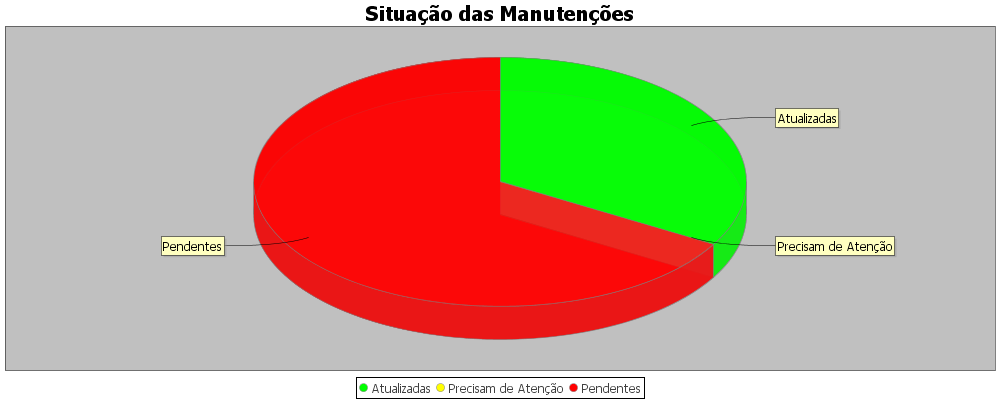 Situação das Manutenções
Atualizadas
Pendentes
Precisam de Atenção
Atualizadas Precisam de Atenção Pendentes